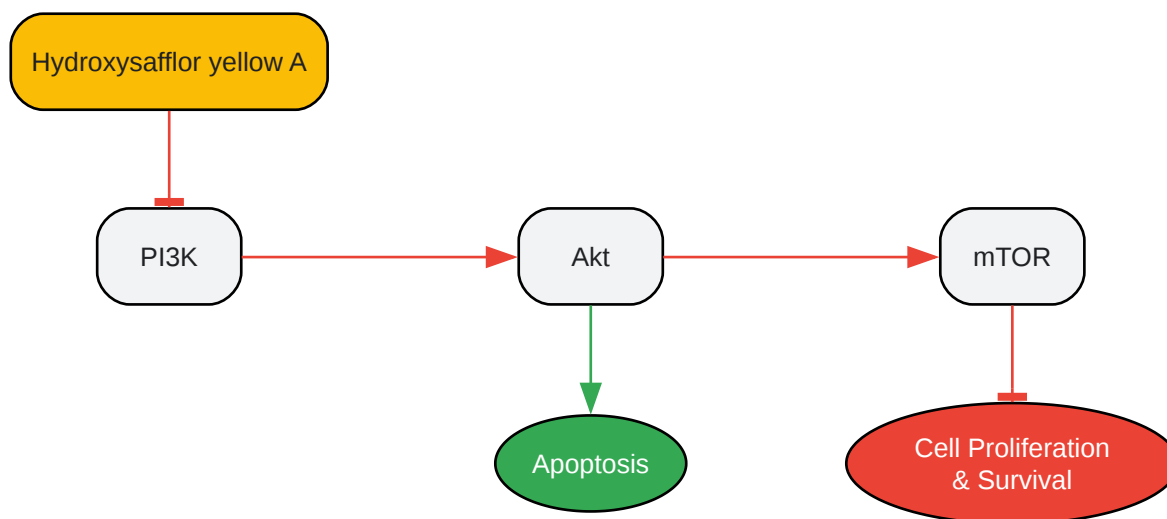 Hydroxysafflor yellow A
PI3K
Akt
mTOR
Apoptosis
Cell Proliferation
& Survival